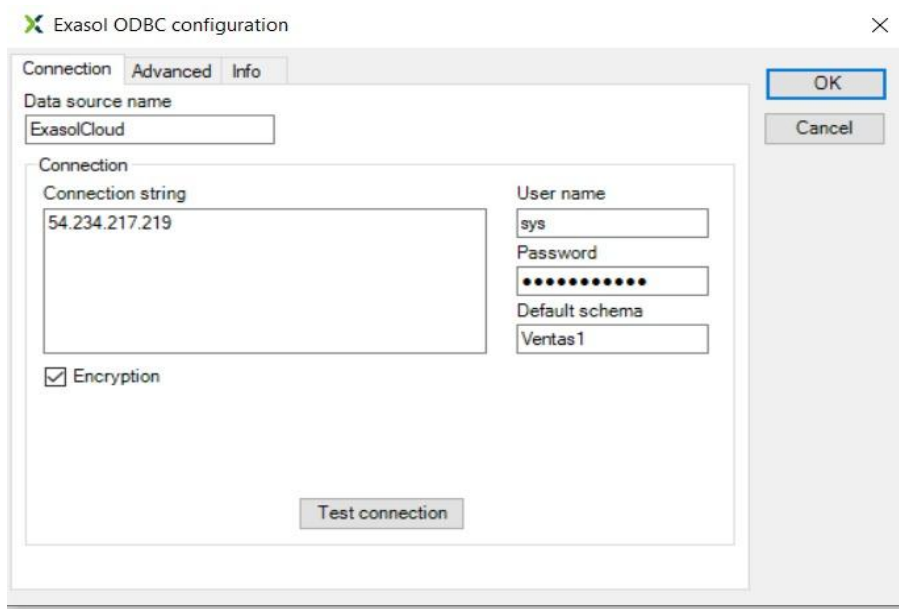 Exasol ODBC configuration
Connection Advanced Info
Data source name
ExasolCloud
Connection
Connection string
54.234.217.219
User name
sys
Password
●●●●●●●●●●●
Default schema
Ventas1
Encryption
Test connection
OK
Cancel